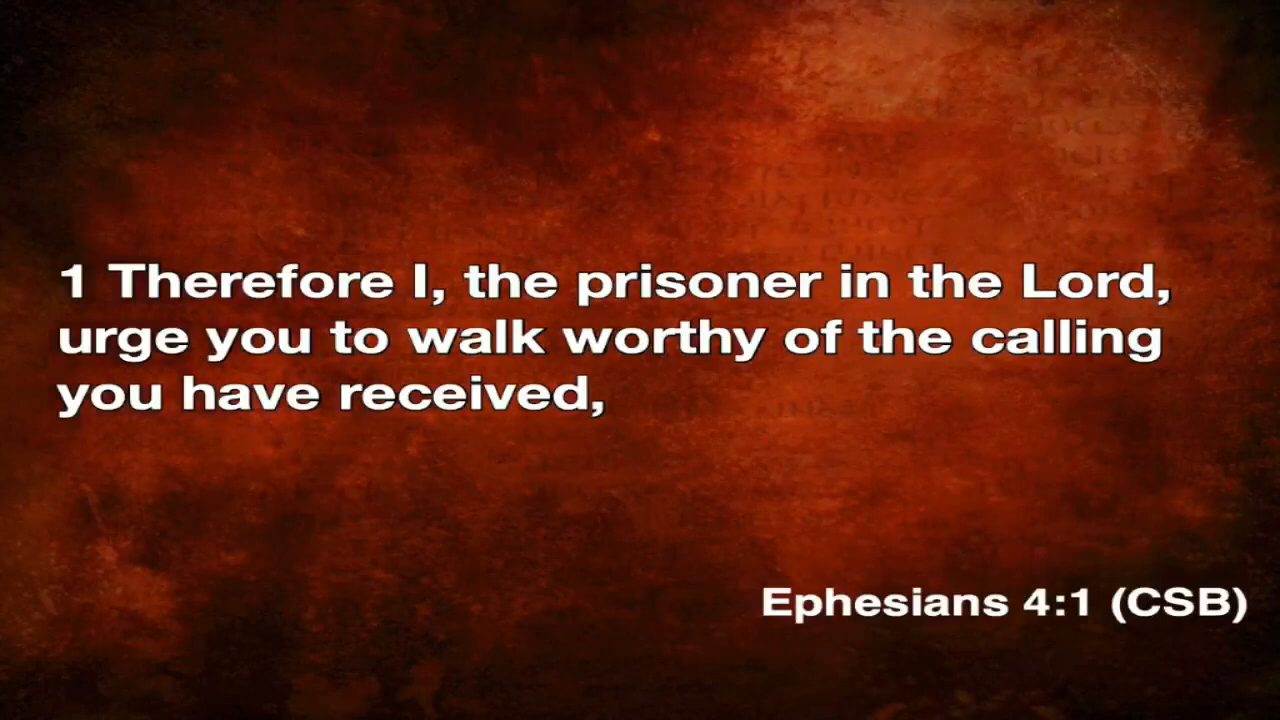 1 Therefore I, the prisoner in the Lord,
urge you to walk worthy of the calling
you have received,
Ephesians 4:1 (CSB)